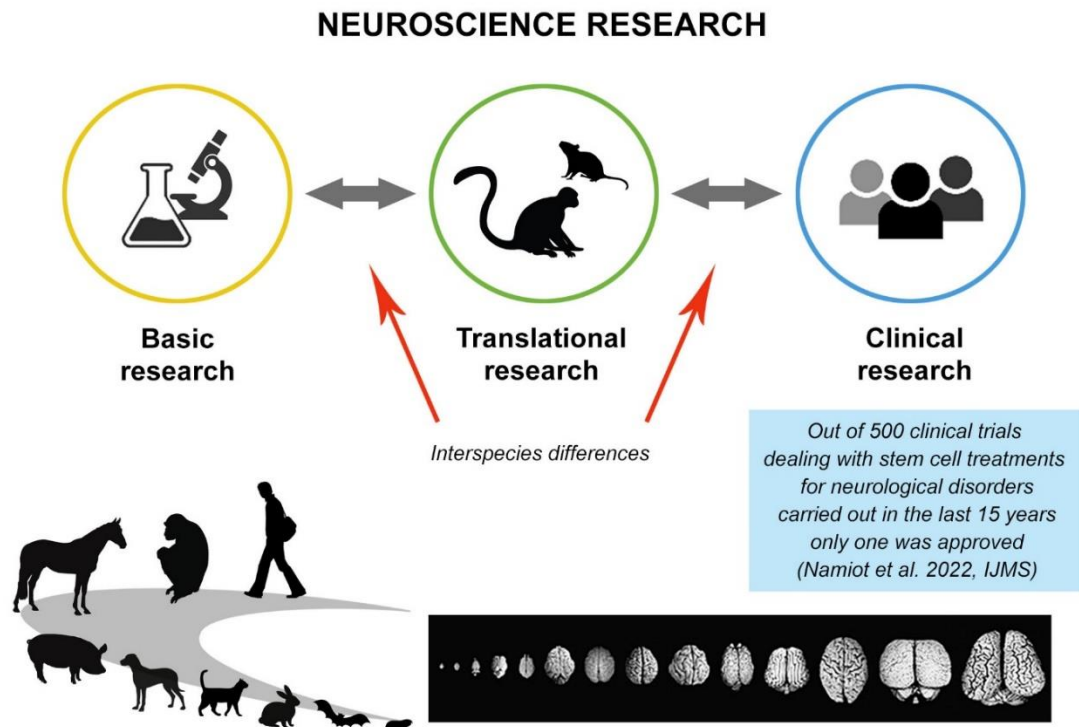 NEUROSCIENCE RESEARCH
Basic
research
Translational
research
Clinical
research
Interspecies differences
Out of 500 clinical trials
dealing with stem cell treatments
for neurological disorders
carried out in the last 15 years
only one was approved
(Namiot et al. 2022, IJMS)